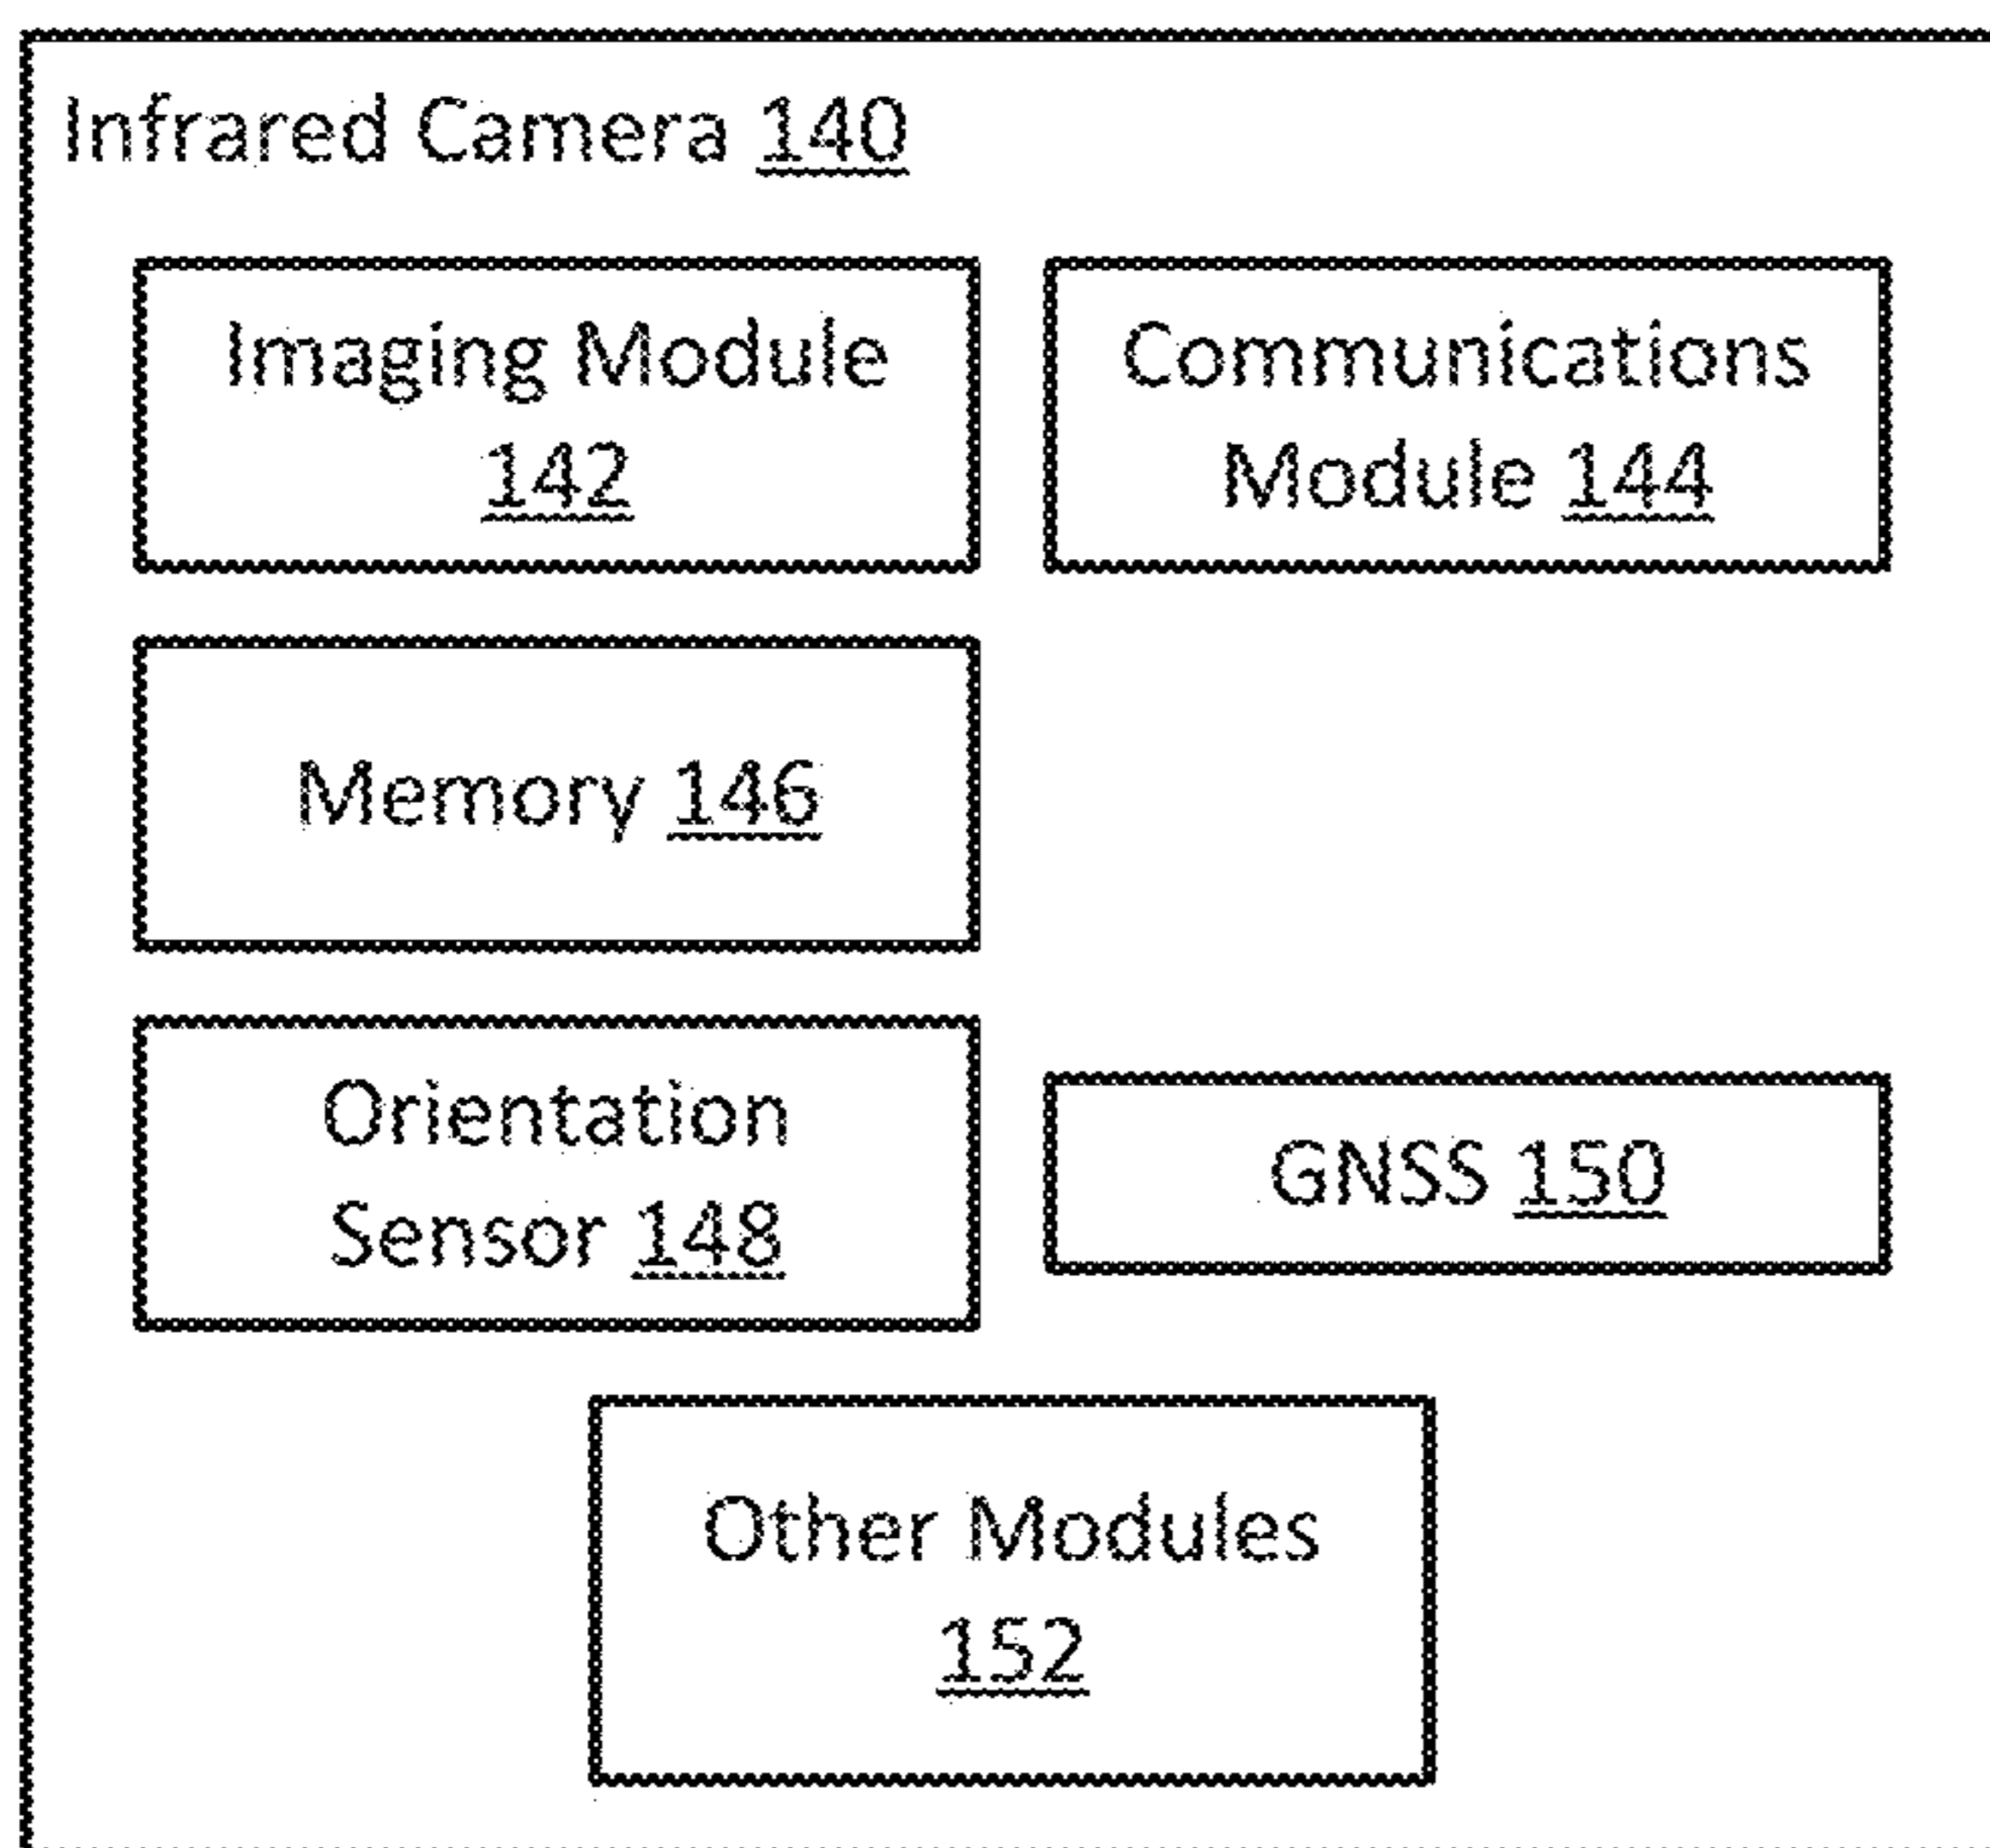 Infrared Camera 140
Imaging Module
142
Communications
Module 144
Memory 146
Orientation
Sensor 148
GNSS 150
Other Modules
152